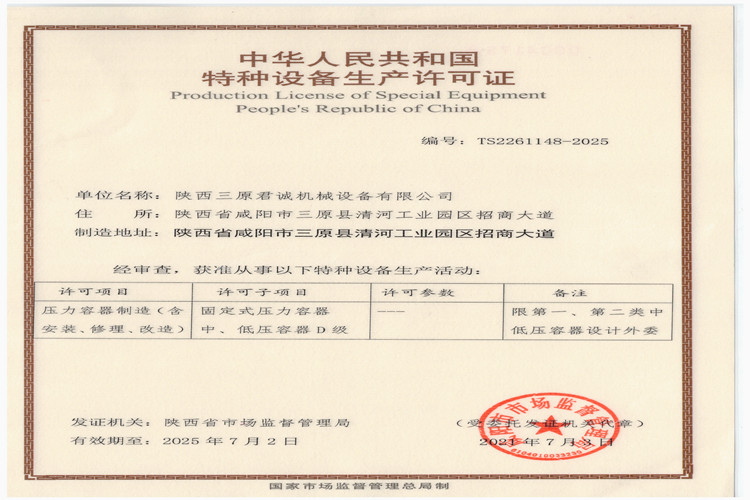 中华人民共和国
特种设备生产许可证
Production License of Special Equipment
People's Republic of China
编号：TS2261148-2025
单位名称：陕西三原君诚机械设备有限公司
住 所：陕西省咸阳市三原县清河工业园区招商大道
制造地址：陕西省咸阳市三原县清河工业园区招商大道
经审查，获准从事以下特种设备生产活动：
许可项目 许可子项目 许可参数 备注
压力容器制造（含 固定式压力容器 --- 限第一、第二类中
安装、修理、改造） 中、低压容器D级 低压容器设计外委
发证机关：陕西省市场监督管理局 （受委托发证机关代章）
有效期至：2025年7月2日 2021年7月3日
国家市场监督管理总局制